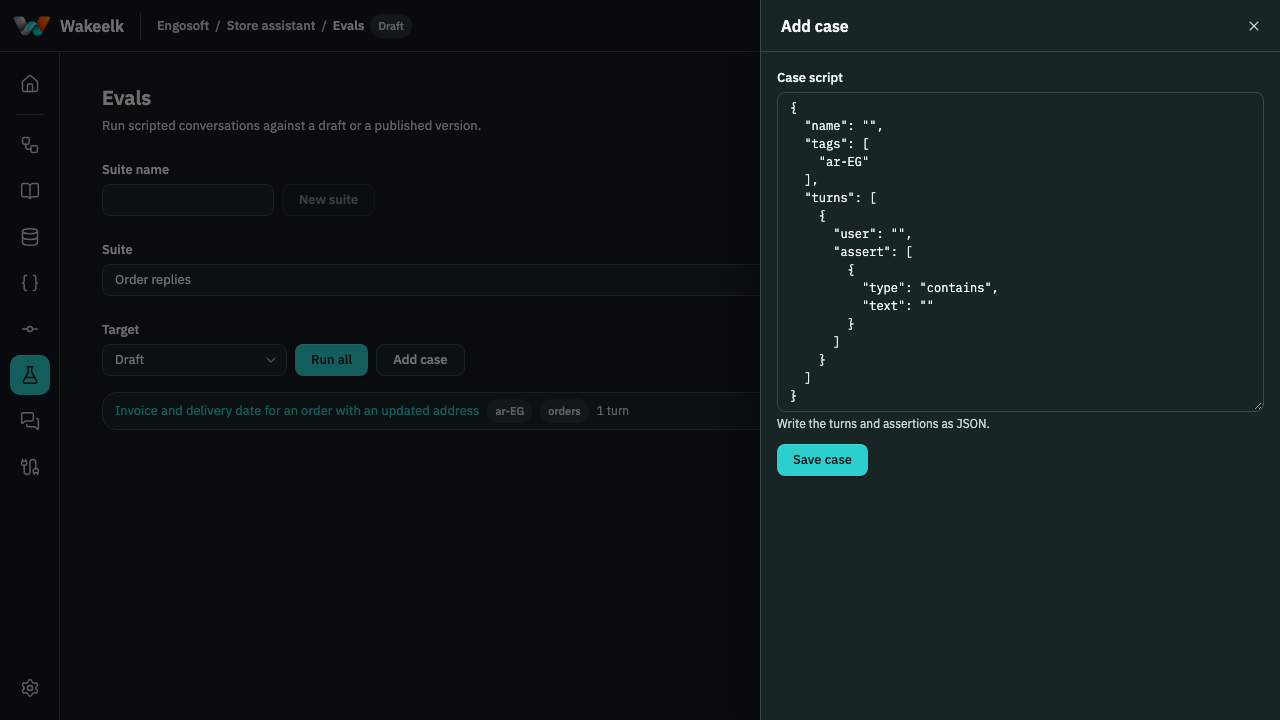 Wakeelk
Engosoft / Store assistant / Evals Draft
Evals
Run scripted conversations against a draft or a published version.
Suite name
New suite
Suite
Order replies
Target
Draft
Run all
Add case
Invoice and delivery date for an order with an updated address ar-EG orders 1 turn
Add case
Case script
{
  "name": "",
  "tags": [
    "ar-EG"
  ],
  "turns": [
    {
      "user": "",
      "assert": [
        {
          "type": "contains",
          "text": ""
        }
      ]
    }
  ]
}
Write the turns and assertions as JSON.
Save case